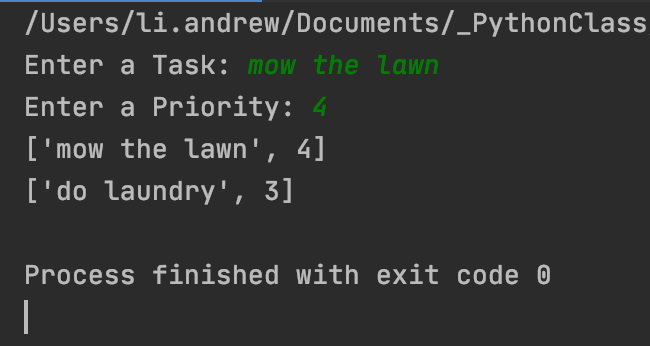 /Users/li.andrew/Documents/_PythonClass
Enter a Task: mow the lawn
Enter a Priority: 4
['mow the lawn', 4]
['do laundry', 3]
Process finished with exit code 0